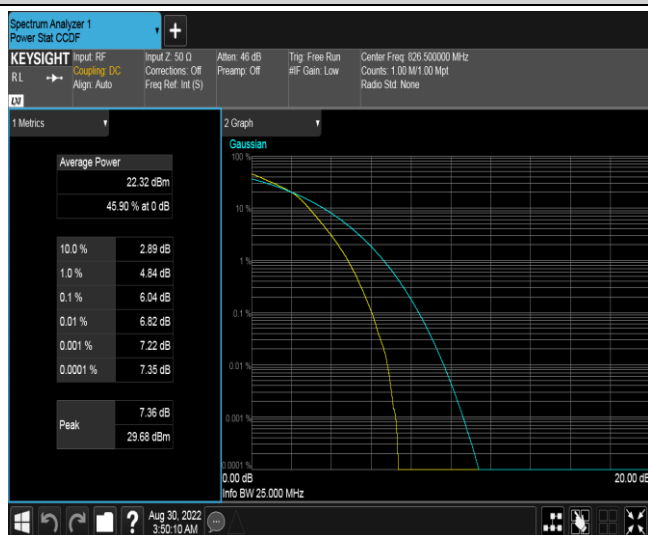 Spectrum Analyzer 1
Power Stat CCDF
+
KEYSIGHT
R L
LXI
Input: RF
Coupling: DC
Align: Auto
Input Z: 50 Ω
Corrections: Off
Freq Ref: Int (S)
Atten: 46 dB
Preamp: Off
Trig: Free Run
#IF Gain: Low
Center Freq: 826.500000 MHz
Counts: 1.00 M/1.00 Mpt
Radio Std: None
1 Metrics
Average Power
22.32 dBm
45.90 % at 0 dB
10.0 % 2.89 dB
1.0 % 4.84 dB
0.1 % 6.04 dB
0.01 % 6.82 dB
0.001 % 7.22 dB
0.0001 % 7.35 dB
Peak
7.36 dB
29.68 dBm
2 Graph
Gaussian
100 %
10 %
1 %
0.1 %
0.01 %
0.001 %
0.0001 %
0.00 dB 20.00 dB
Info BW 25.000 MHz
?
Aug 30, 2022
3:50:10 AM